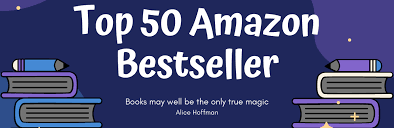 Top 50 Amazon
Bestseller
Books may well be the only true magic
Alice Hoffman